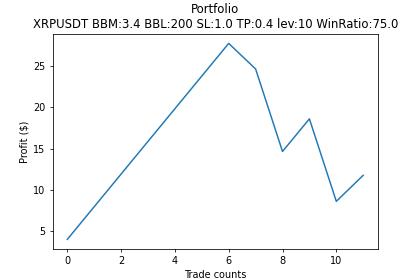 Portfolio
XRPUSDT BBM:3.4 BBL:200 SL:1.0 TP:0.4 lev:10 WinRatio:75.0
25
20
15
10
5
Profit ($)
0 2 4 6 8 10
Trade counts